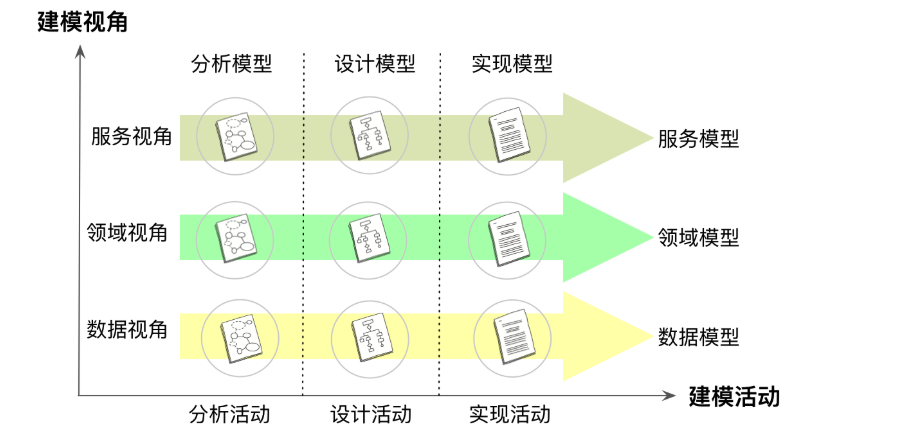 建模视角
分析模型 设计模型 实现模型
服务视角 服务模型
领域视角 领域模型
数据视角 数据模型
建模活动
分析活动 设计活动 实现活动